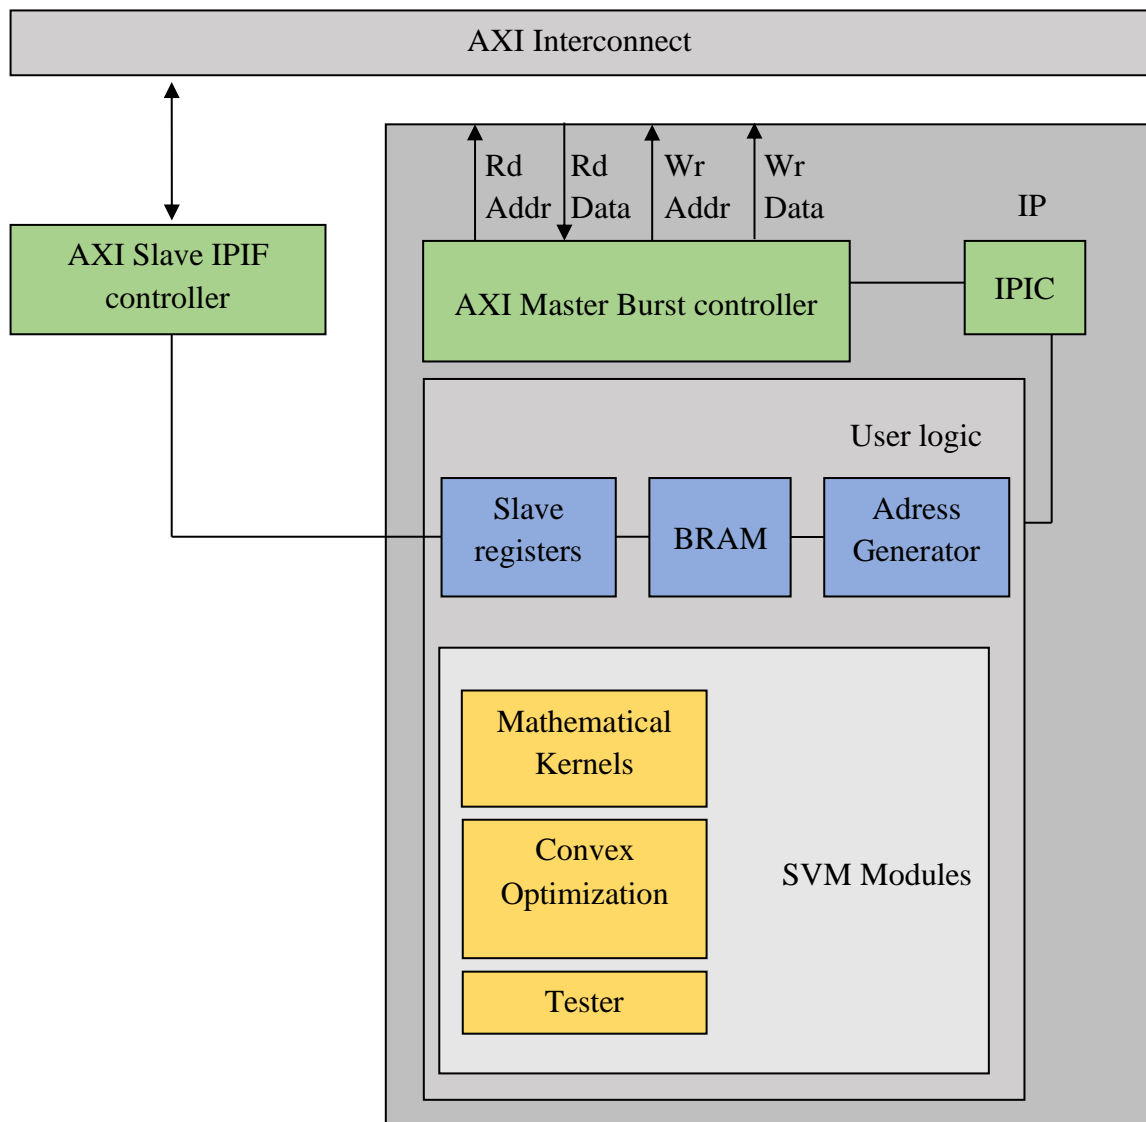 AXI Interconnect
Rd
Addr
Rd
Data
Wr
Addr
Wr
Data
IP
AXI Slave IPIF
controller
AXI Master Burst controller
IPIC
User logic
Slave
registers
BRAM
Adress
Generator
Mathematical
Kernels
Convex
Optimization
SVM Modules
Tester